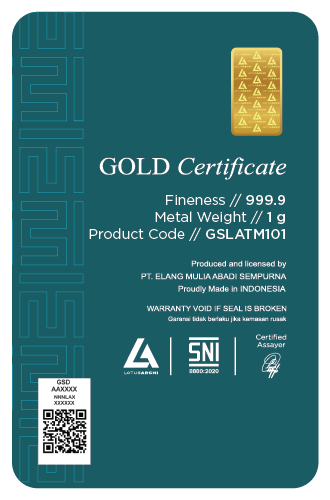 GOLD Certificate
Fineness // 999.9
Metal Weight // 1 g
Product Code // GSLATM101
Produced and licensed by
PT. ELANG MULIA ABADI SEMPURNA
Proudly Made in INDONESIA
WARRANTY VOID IF SEAL IS BROKEN
Garansi tidak berlaku jika kemasan rusak
LOTUSARCHI
SNI
8880:2020
Certified
Assayer
GSD
AAXXXX
NNNLAX
XXXXXX